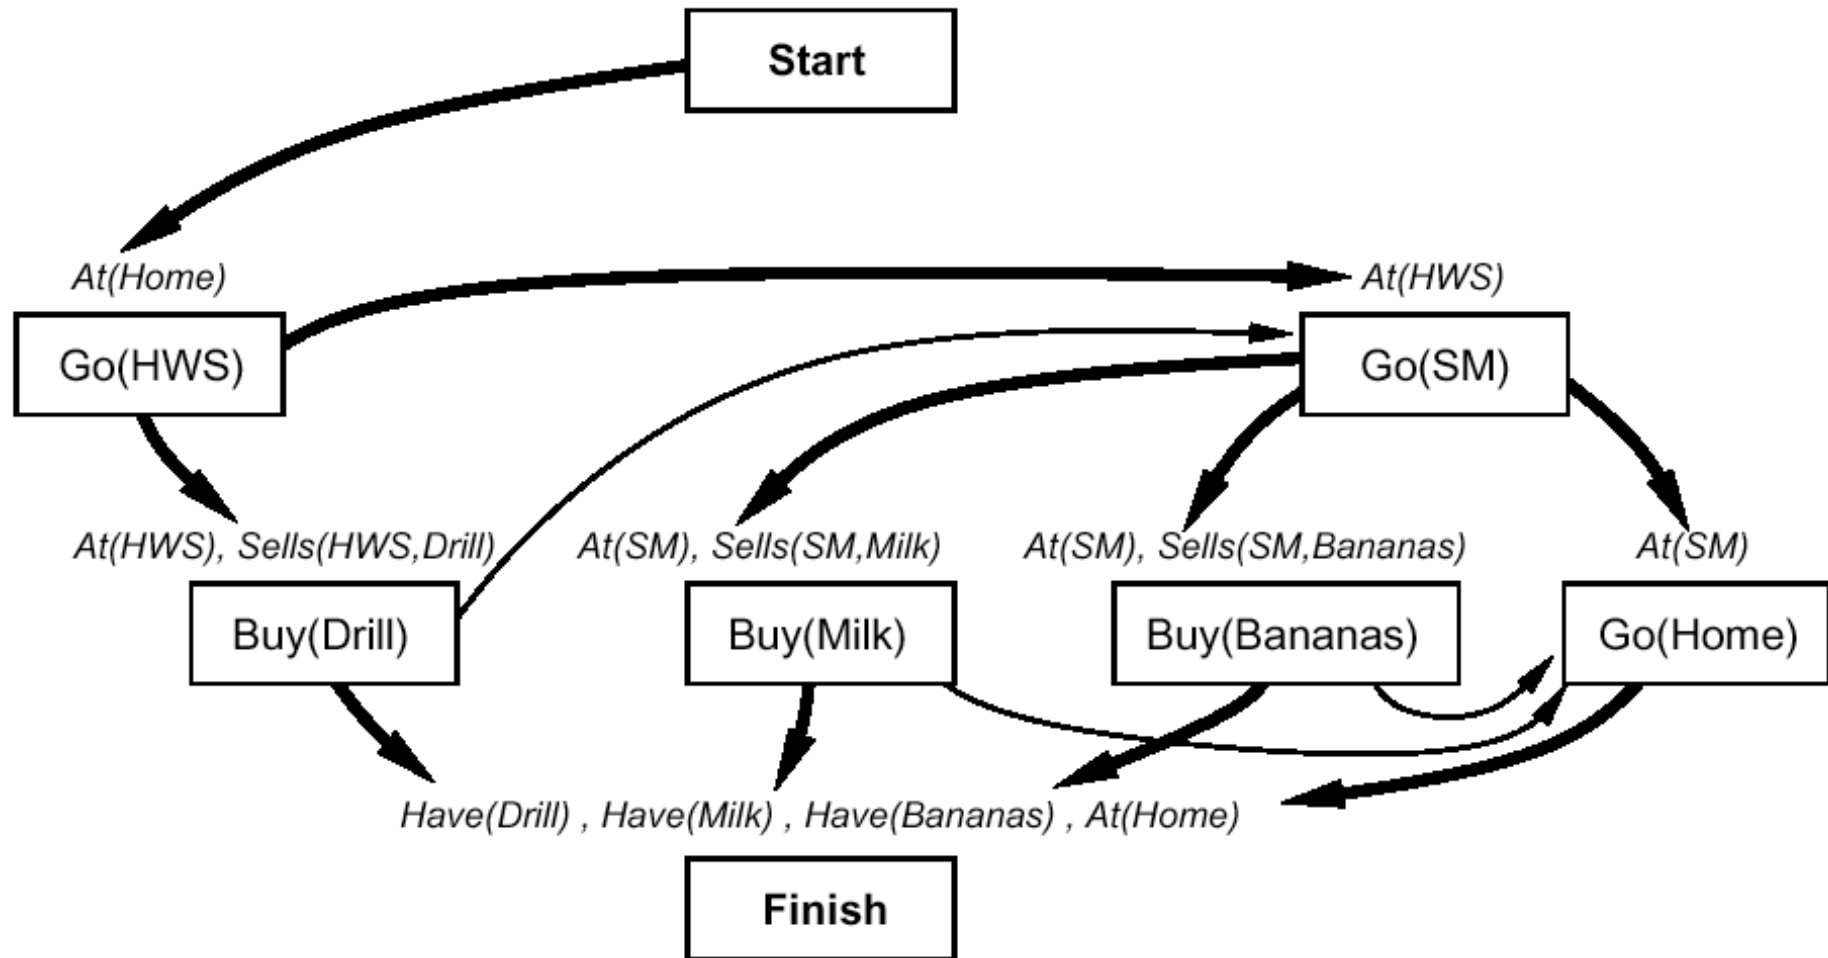 Start
At(Home)
At(HWS)
Go(HWS)
Go(SM)
At(HWS), Sells(HWS,Drill)
At(SM), Sells(SM,Milk)
At(SM), Sells(SM,Bananas)
At(SM)
Buy(Drill)
Buy(Milk)
Buy(Bananas)
Go(Home)
Have(Drill) , Have(Milk) , Have(Bananas) , At(Home)
Finish